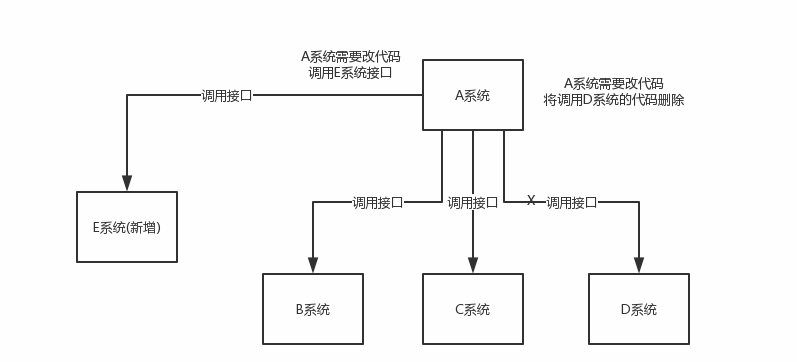 A系统需要改代码
调用E系统接口
A系统
A系统需要改代码
将调用D系统的代码删除
调用接口
E系统(新增)
调用接口
调用接口
X
调用接口
B系统
C系统
D系统